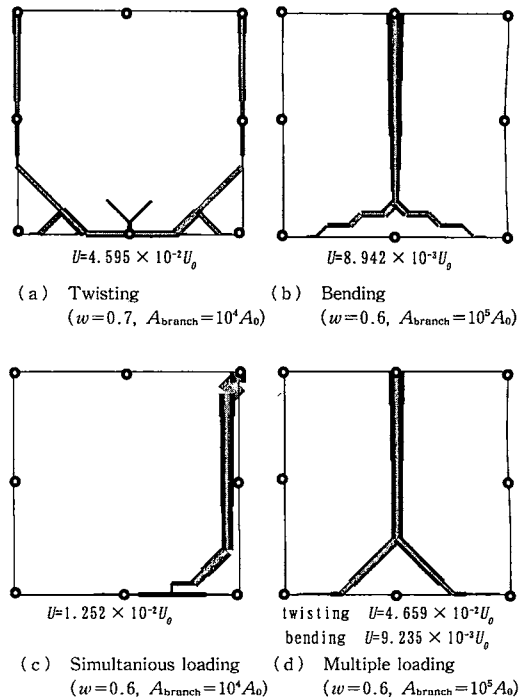 U=4.595 × 10⁻²U₀
U=8.942 × 10⁻³U₀
(a) Twisting
(w=0.7, A_branch=10⁴A₀)
(b) Bending
(w=0.6, A_branch=10⁵A₀)
U=1.252 × 10⁻²U₀
twisting U=4.659 × 10⁻²U₀
bending U=9.235 × 10⁻³U₀
(c) Simultanious loading
(w=0.6, A_branch=10⁴A₀)
(d) Multiple loading
(w=0.6, A_branch=10⁵A₀)